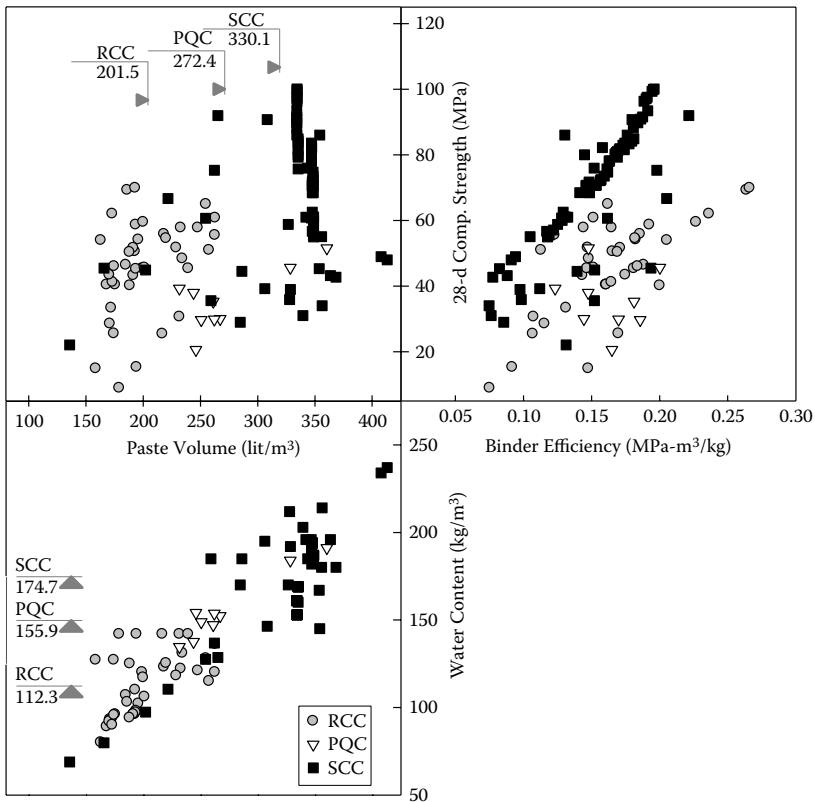 SCC
330.1
PQC
272.4
RCC
201.5
120
100
80
60
40
20
28-d Comp. Strength (MPa)
100 150 200 250 300 350 400
Paste Volume (lit/m³)
0.05 0.10 0.15 0.20 0.25 0.30
Binder Efficiency (MPa-m³/kg)
250
200
150
100
50
Water Content (kg/m³)
SCC
174.7
PQC
155.9
RCC
112.3
RCC
PQC
SCC